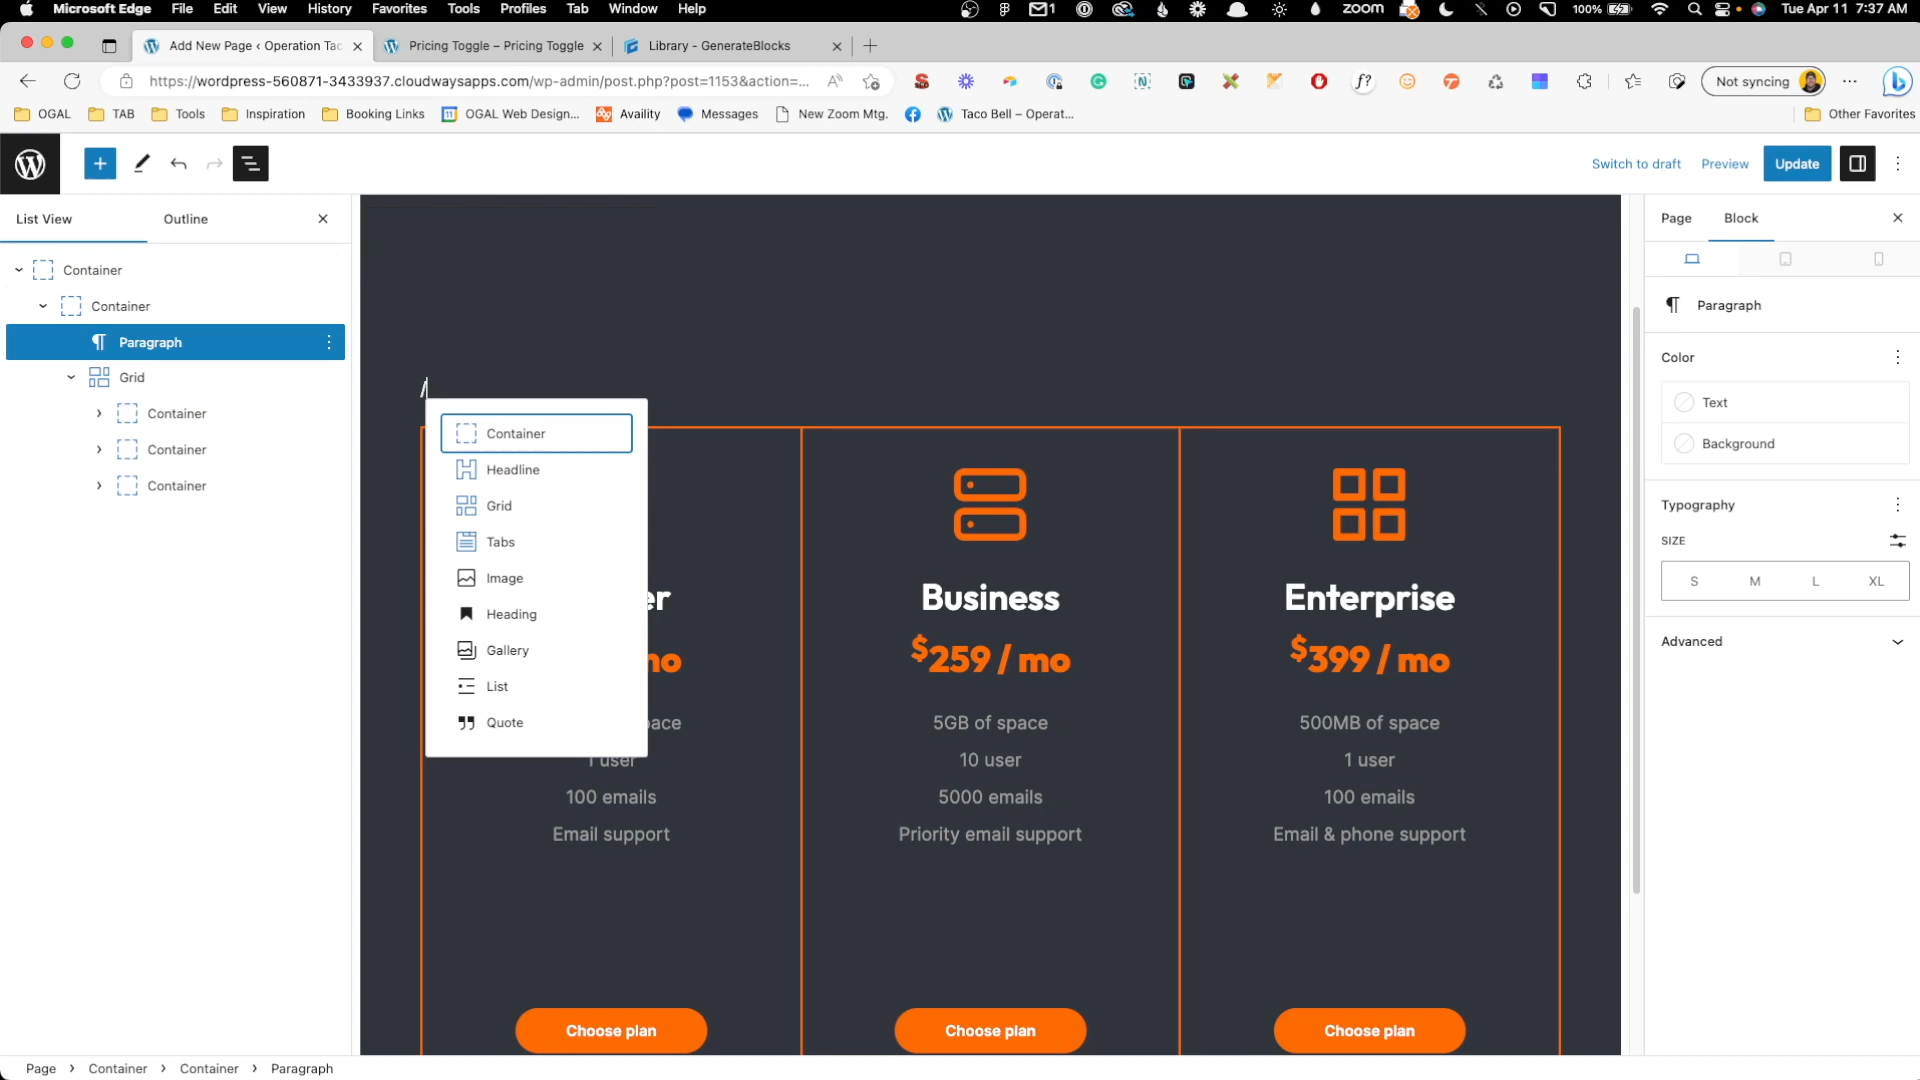 Microsoft Edge File Edit View History Favorites Tools Profiles Tab Window Help 1 zoom 100% Tue Apr 11 7:37 AM
Add New Page ‹ Operation Tac Pricing Toggle – Pricing Toggle Library - GenerateBlocks
https://wordpress-560871-3433937.cloudwaysapps.com/wp-admin/post.php?post=1153&action=... Not syncing
OGAL TAB Tools Inspiration Booking Links OGAL Web Design... Availity Messages New Zoom Mtg. Taco Bell – Operat... Other Favorites
Switch to draft Preview Update
List View Outline
Page Block
Container
Container
Paragraph
Grid
Container
Container
Container
/
Container
Headline
Grid
Tabs
Image
Heading
Gallery
List
Quote
er
no
pace
1 user
100 emails
Email support
Choose plan
Business
$259 / mo
5GB of space
10 user
5000 emails
Priority email support
Choose plan
Enterprise
$399 / mo
500MB of space
1 user
100 emails
Email & phone support
Choose plan
Paragraph
Color
Text
Background
Typography
SIZE
S M L XL
Advanced
Page › Container › Container › Paragraph